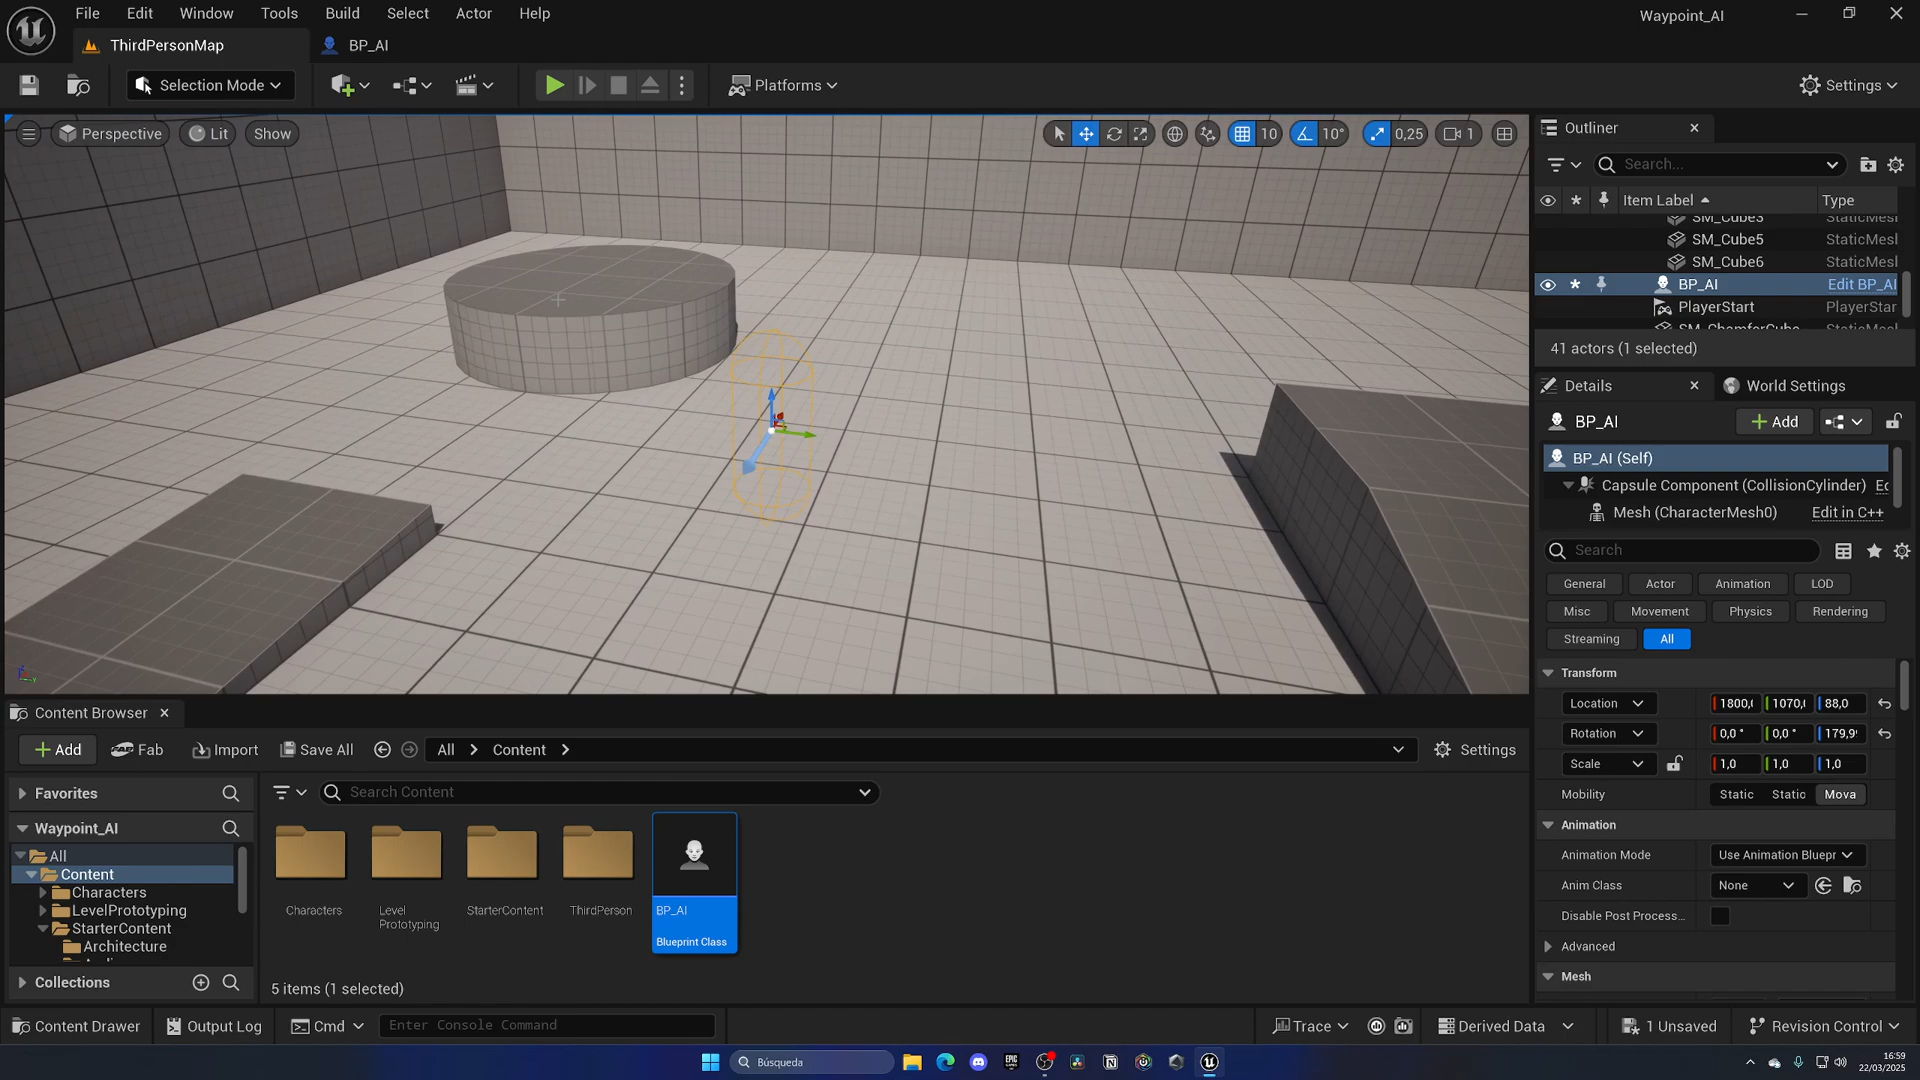 File Edit Window Tools Build Select Actor Help
Waypoint_AI
ThirdPersonMap
BP_AI
Selection Mode
Platforms
Settings
Perspective
Lit
Show
10
10°
0,25
1
Outliner
Search...
Item Label
Type
SM_Cube3
StaticMesl
SM_Cube5
StaticMesl
SM_Cube6
StaticMesl
BP_AI
Edit BP_AI
PlayerStart
PlayerStar
SM_ChamferCube
StaticMesl
41 actors (1 selected)
Details
World Settings
BP_AI
Add
BP_AI (Self)
Capsule Component (CollisionCylinder)
Ec
Mesh (CharacterMesh0)
Edit in C++
Search
General
Actor
Animation
LOD
Misc
Movement
Physics
Rendering
Streaming
All
Transform
Location
1800,(
1070,(
88,0
Rotation
0,0 °
0,0 °
179,9
Scale
1,0
1,0
1,0
Mobility
Static
Static
Mova
Animation
Animation Mode
Use Animation Bluepr
Anim Class
None
Disable Post Process...
Advanced
Mesh
Content Browser
Add
Fab
Import
Save All
All
Content
Settings
Favorites
Search Content
Waypoint_AI
All
Content
Characters
LevelPrototyping
StarterContent
Architecture
Collections
Characters
Level
Prototyping
StarterContent
ThirdPerson
BP_AI
Blueprint Class
5 items (1 selected)
Content Drawer
Output Log
Cmd
Enter Console Command
Trace
Derived Data
1 Unsaved
Revision Control
Búsqueda
EPIC
GAMES
16:59
22/03/2025